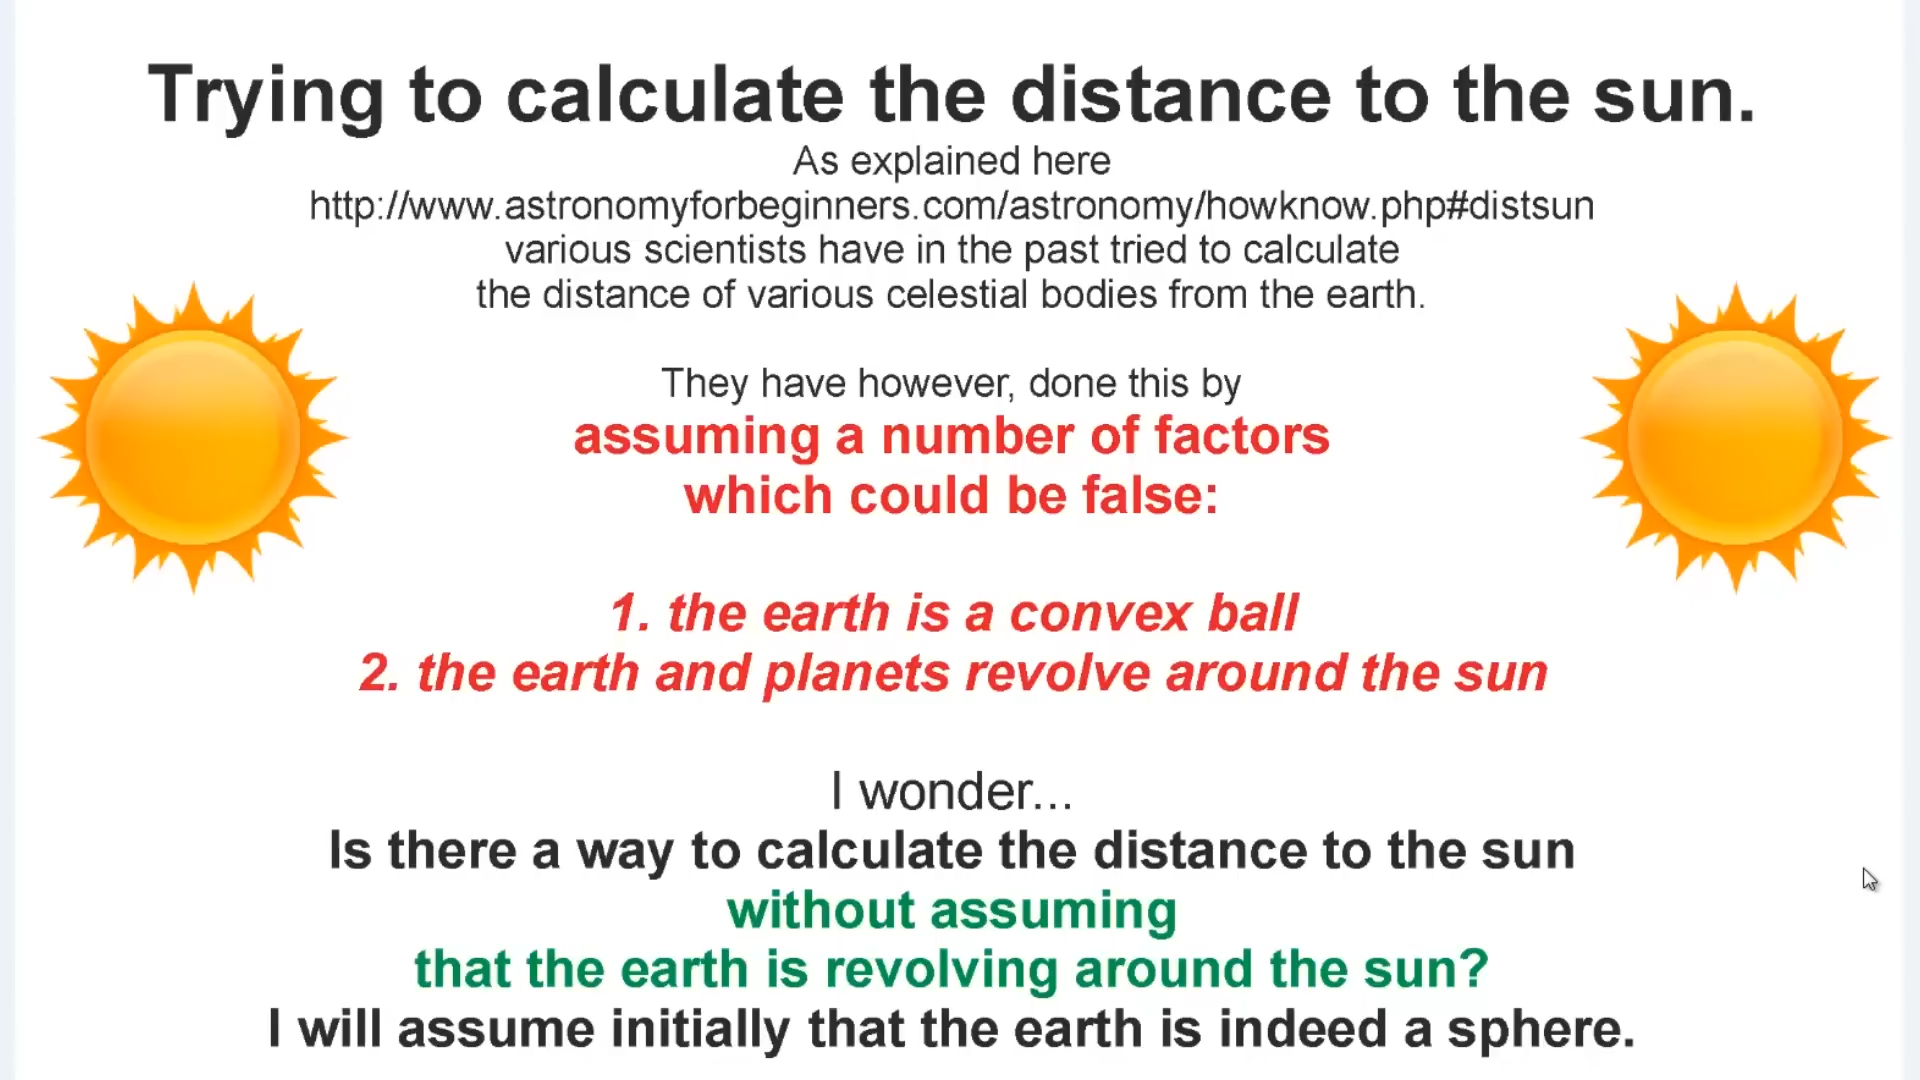 Trying to calculate the distance to the sun.
As explained here
http://www.astronomyforbeginners.com/astronomy/howknow.php#distsun
various scientists have in the past tried to calculate
the distance of various celestial bodies from the earth.
They have however, done this by
assuming a number of factors
which could be false:
1. the earth is a convex ball
2. the earth and planets revolve around the sun
I wonder...
Is there a way to calculate the distance to the sun
without assuming
that the earth is revolving around the sun?
I will assume initially that the earth is indeed a sphere.